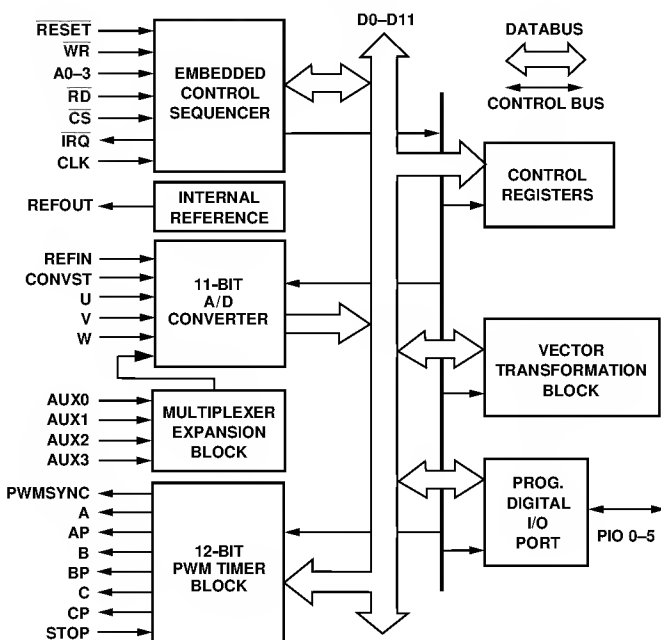 RESET
WR
A0–3
RD
CS
IRQ
CLK
EMBEDDED
CONTROL
SEQUENCER
D0–D11
DATABUS
CONTROL BUS
CONTROL
REGISTERS
REFOUT
INTERNAL
REFERENCE
REFIN
CONVST
U
V
W
11-BIT
A/D
CONVERTER
VECTOR
TRANSFORMATION
BLOCK
AUX0
AUX1
AUX2
AUX3
MULTIPLEXER
EXPANSION
BLOCK
PWMSYNC
A
AP
B
BP
C
CP
STOP
12-BIT
PWM TIMER
BLOCK
PROG.
DIGITAL
I/O
PORT
PIO 0–5